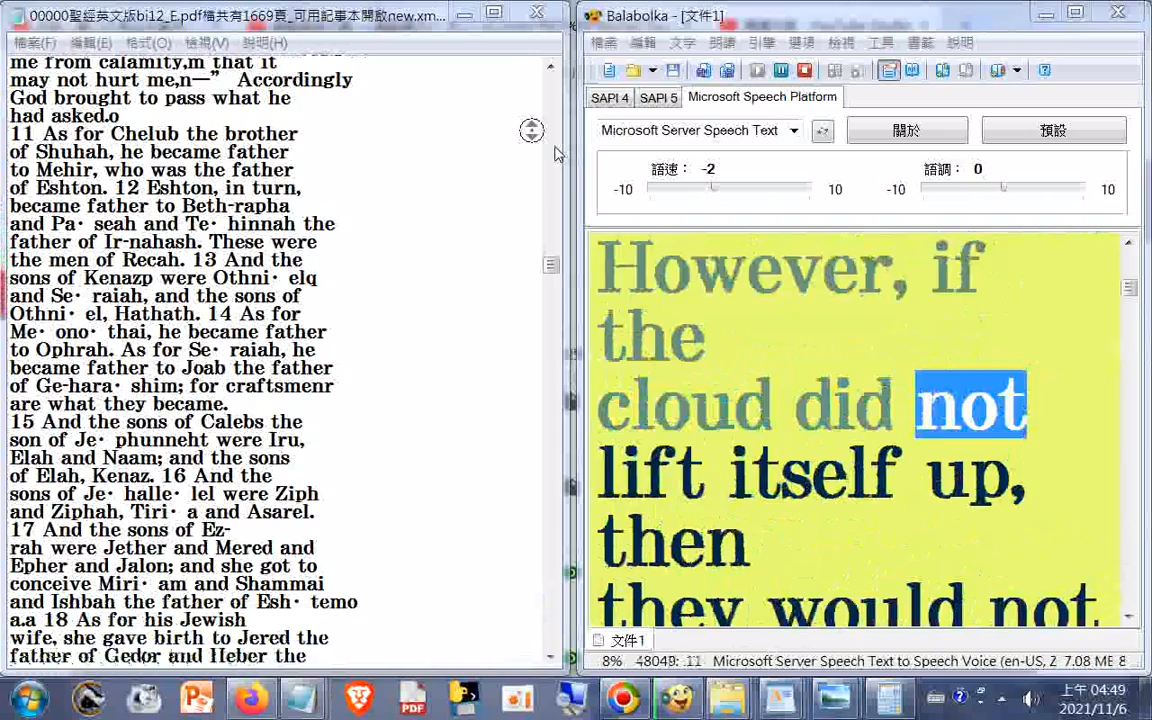 00000聖經英文版bi12_E.pdf檔共有1669頁_可用記事本開啟new.xm...
檔案(F) 編輯(E) 格式(O) 檢視(V) 說明(H)
me from calamity,m that it
may not hurt me,n—” Accordingly
God brought to pass what he
had asked.o
11 As for Chelub the brother
of Shuhah, he became father
to Mehir, who was the father
of Eshton. 12 Eshton, in turn,
became father to Beth-rapha
and Pa· seah and Te· hinnah the
father of Ir-nahash. These were
the men of Recah. 13 And the
sons of Kenazp were Othni· elq
and Se· raiah, and the sons of
Othni· el, Hathath. 14 As for
Me· ono· thai, he became father
to Ophrah. As for Se· raiah, he
became father to Joab the father
of Ge-hara· shim; for craftsmenr
are what they became.
15 And the sons of Calebs the
son of Je· phunneht were Iru,
Elah and Naam; and the sons
of Elah, Kenaz. 16 And the
sons of Je· halle· lel were Ziph
and Ziphah, Tiri· a and Asarel.
17 And the sons of Ez-
rah were Jether and Mered and
Epher and Jalon; and she got to
conceive Miri· am and Shammai
and Ishbah the father of Esh· temo
a.a 18 As for his Jewish
wife, she gave birth to Jered the
father of Gedor and Heber the
Balabolka - [文件1]
檔案 編輯 文字 朗讀 引擎 選項 檢視 工具 書籤 說明
SAPI 4 SAPI 5 Microsoft Speech Platform
Microsoft Server Speech Text 關於 預設
語速： -2 語調： 0
-10 10 -10 10
However, if
the
cloud did not
lift itself up,
then
they would not
文件1
8% 48049: 11 Microsoft Server Speech Text to Speech Voice (en-US, Z 7.08 ME 8
PDF
上午 04:49
2021/11/6